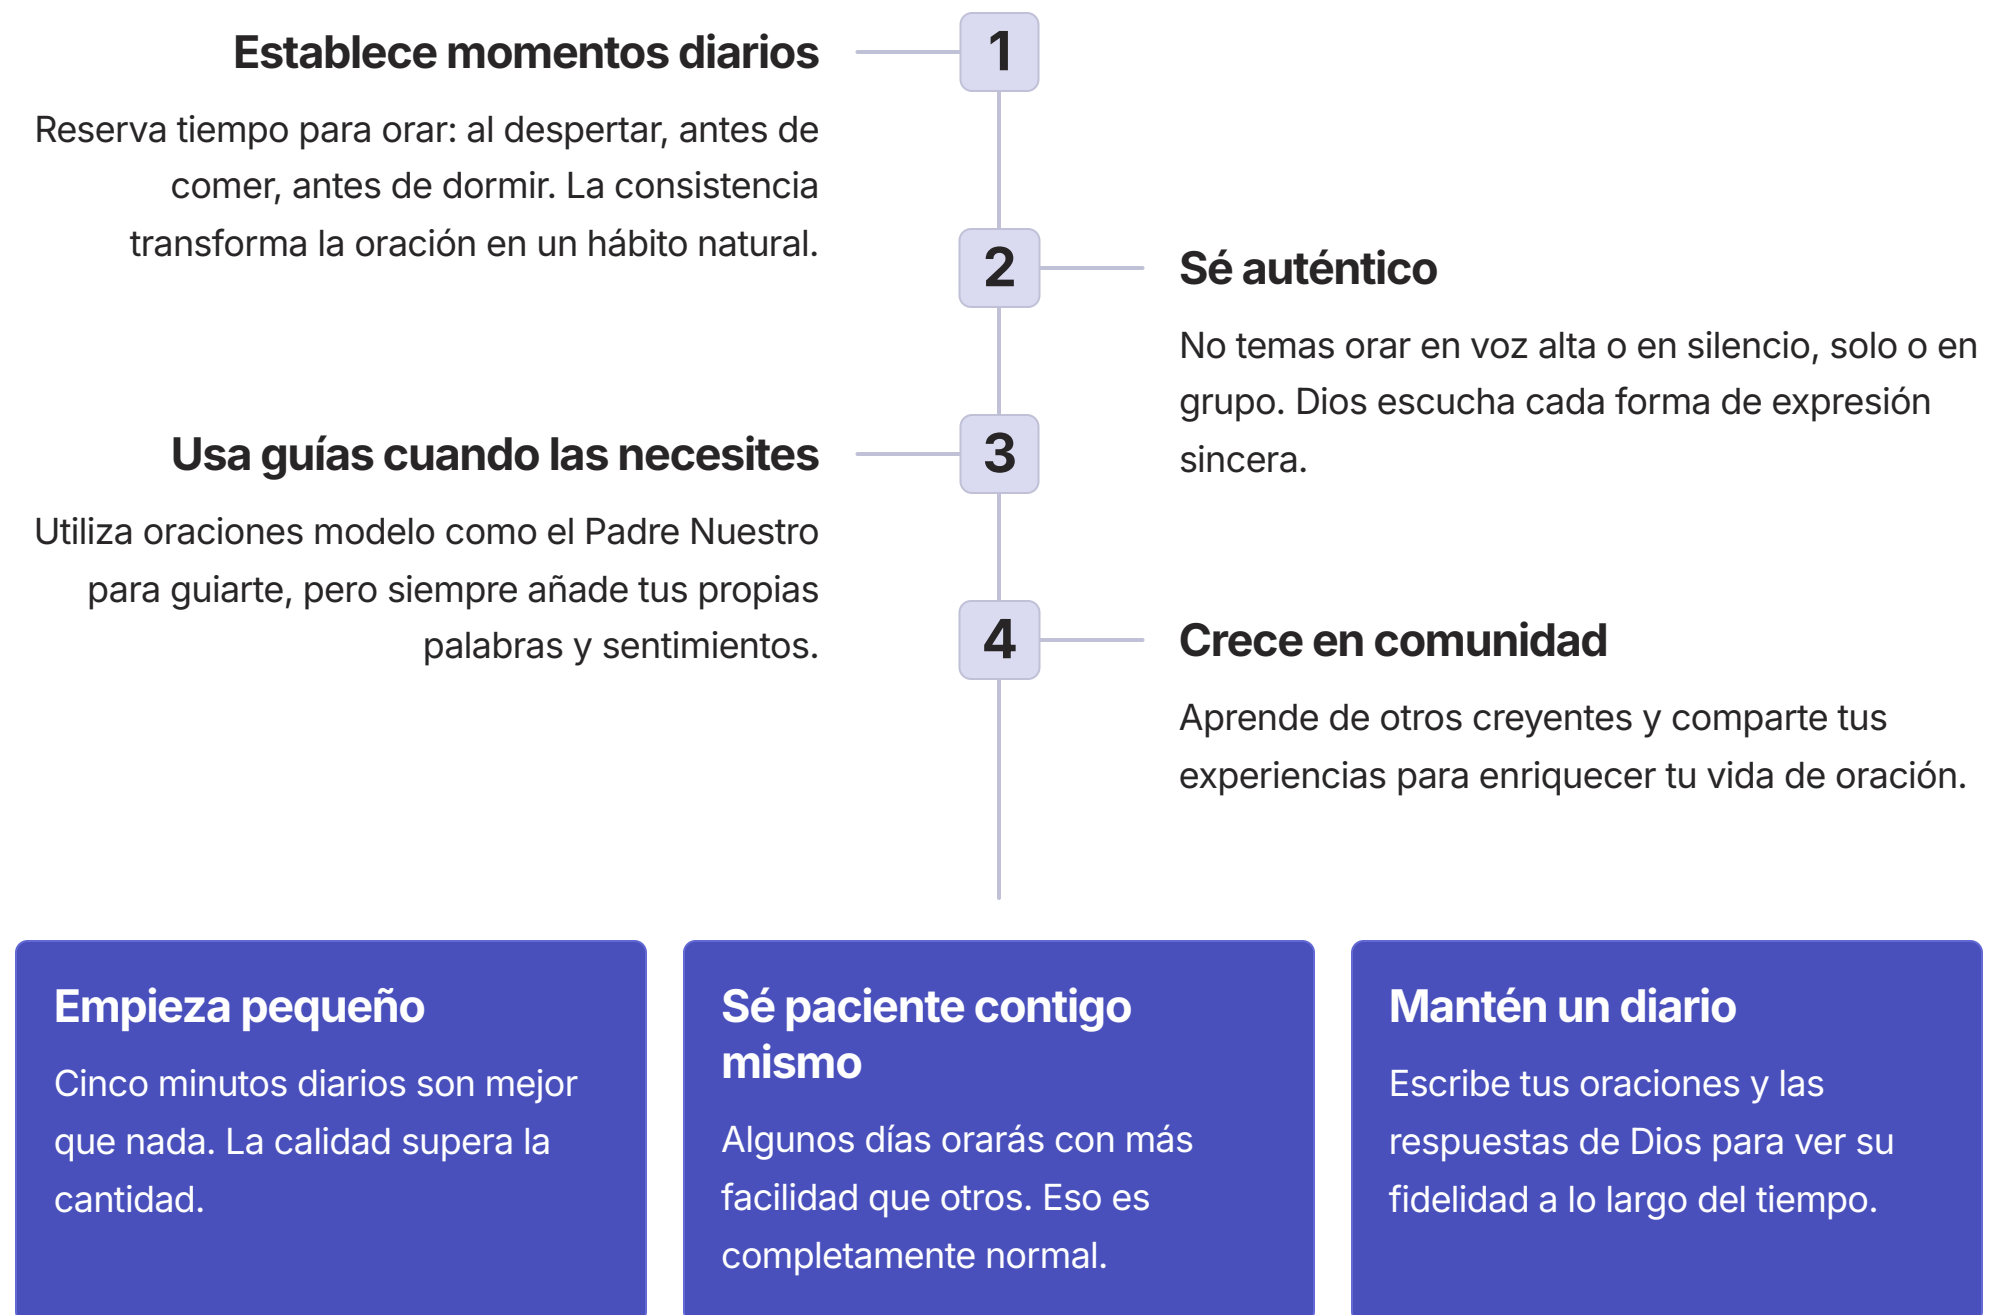 1
Establece momentos diarios
Reserva tiempo para orar: al despertar, antes de
comer, antes de dormir. La consistencia
transforma la oración en un hábito natural.
2
Sé auténtico
No temas orar en voz alta o en silencio, solo o en
grupo. Dios escucha cada forma de expresión
sincera.
3
Usa guías cuando las necesites
Utiliza oraciones modelo como el Padre Nuestro
para guiarte, pero siempre añade tus propias
palabras y sentimientos.
4
Crece en comunidad
Aprende de otros creyentes y comparte tus
experiencias para enriquecer tu vida de oración.
Empieza pequeño
Cinco minutos diarios son mejor
que nada. La calidad supera la
cantidad.
Sé paciente contigo
mismo
Algunos días orarás con más
facilidad que otros. Eso es
completamente normal.
Mantén un diario
Escribe tus oraciones y las
respuestas de Dios para ver su
fidelidad a lo largo del tiempo.